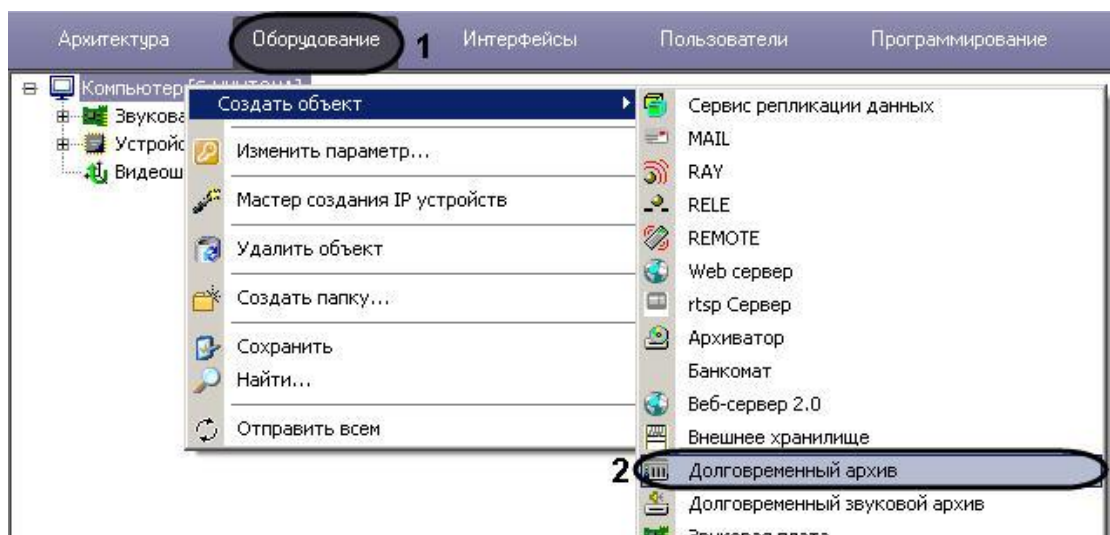 Архитектура Оборудование 1 Интерфейсы Пользователи Программирование
Компьютер
Звукова
Устройс
Видеош
Создать объект
Изменить параметр...
Мастер создания IP устройств
Удалить объект
Создать папку...
Сохранить
Найти...
Отправить всем
Сервис репликации данных
MAIL
RAY
RELE
REMOTE
Web сервер
rtsp Сервер
Архиватор
Банкомат
Веб-сервер 2.0
Внешнее хранилище
2 Долговременный архив
Долговременный звуковой архив
Звуковая плата